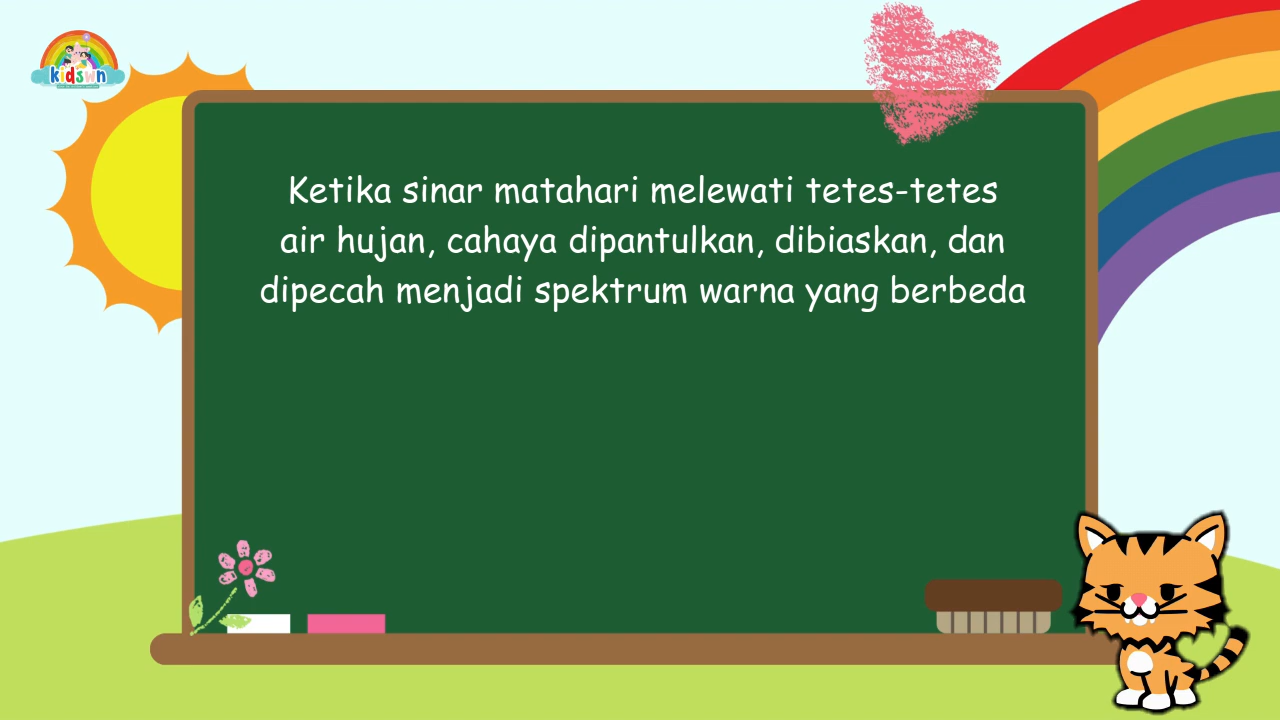 kidswn
Ketika sinar matahari melewati tetes-tetes
air hujan, cahaya dipantulkan, dibiaskan, dan
dipecah menjadi spektrum warna yang berbeda